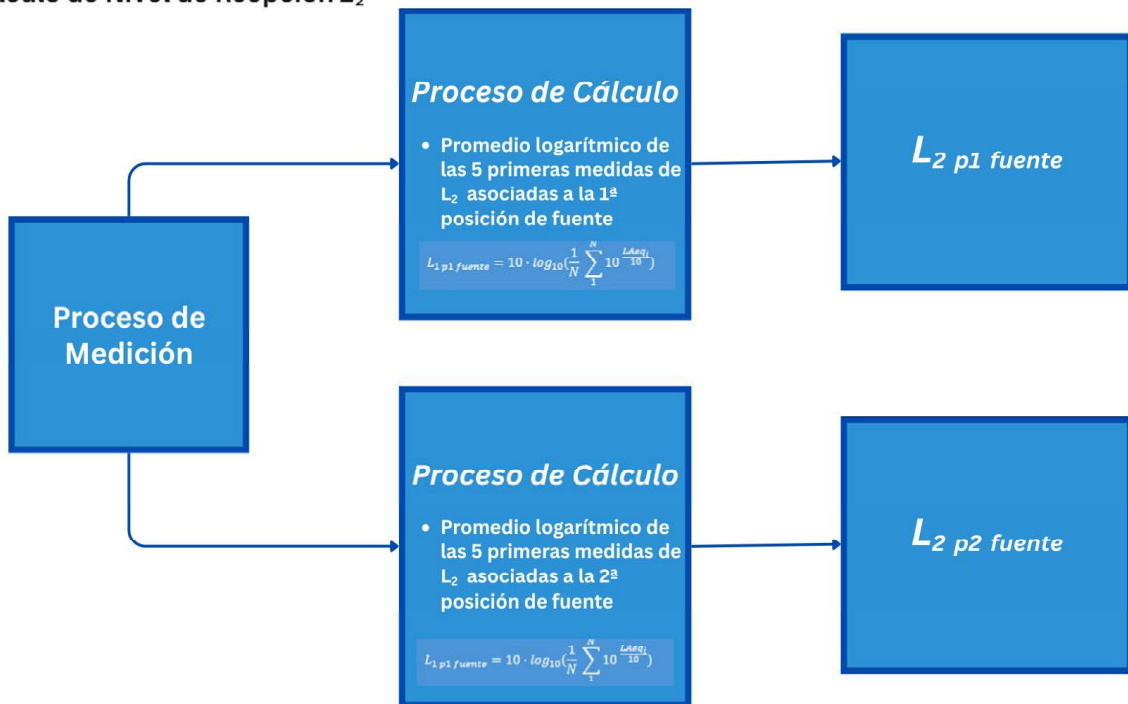 Proceso de
Medición
Proceso de Cálculo
• Promedio logarítmico de
las 5 primeras medidas de
L₂ asociadas a la 1ª
posición de fuente
L₁ p1 fuente = 10 · log₁₀(1/N ∑₁ᴺ 10^(LAeqᵢ/10))
L₂ p1 fuente
Proceso de Cálculo
• Promedio logarítmico de
las 5 primeras medidas de
L₂ asociadas a la 2ª
posición de fuente
L₁ p1 fuente = 10 · log₁₀(1/N ∑₁ᴺ 10^(LAeqᵢ/10))
L₂ p2 fuente